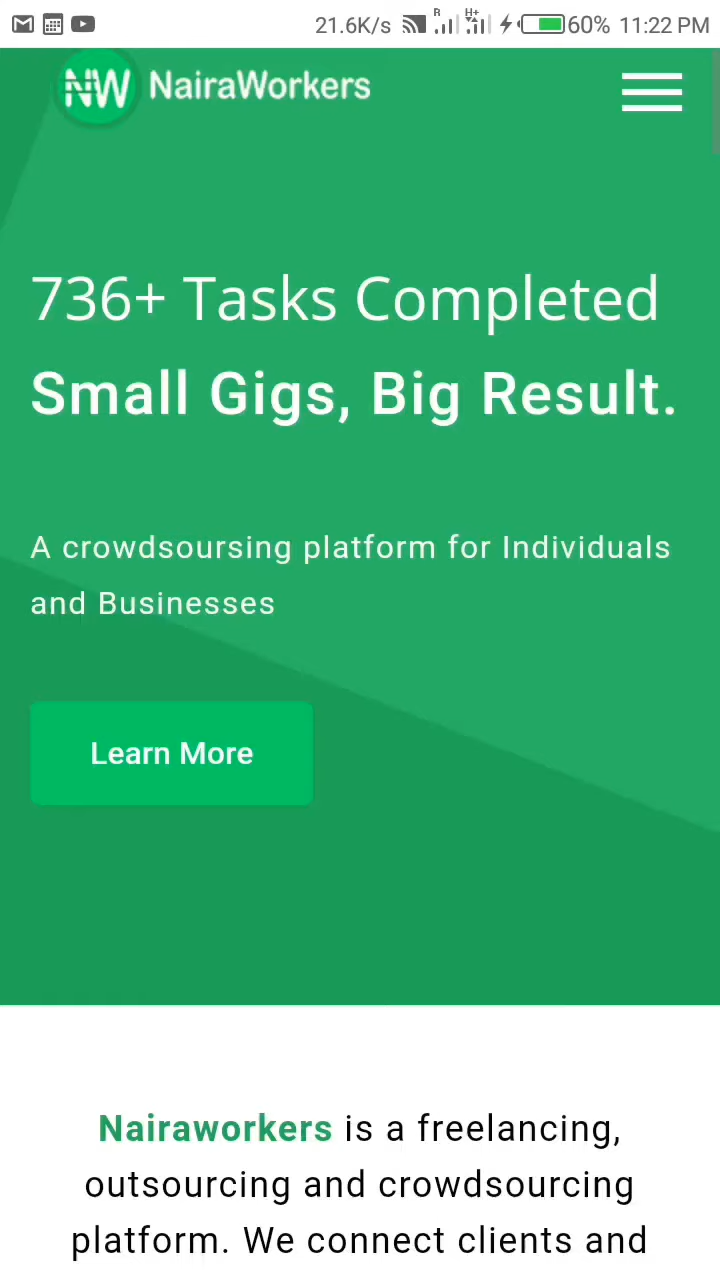 21.6K/s R H+ 60% 11:22 PM
NW NairaWorkers
736+ Tasks Completed
Small Gigs, Big Result.
A crowdsoursing platform for Individuals
and Businesses
Learn More
Nairaworkers is a freelancing,
outsourcing and crowdsourcing
platform. We connect clients and